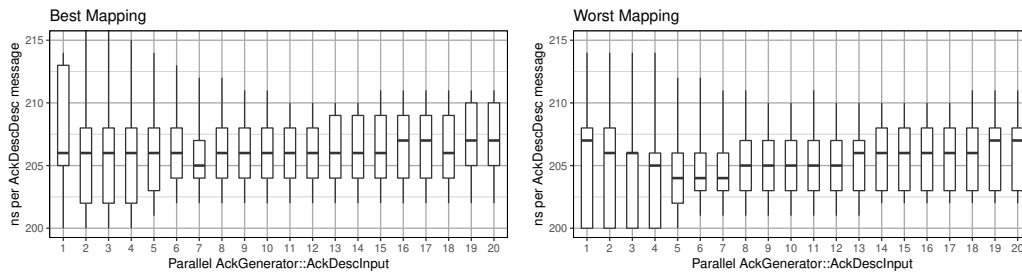 Best Mapping
ns per AckDescDesc message
215
210
205
200
1 2 3 4 5 6 7 8 9 10 11 12 13 14 15 16 17 18 19 20
Parallel AckGenerator::AckDescInput
Worst Mapping
ns per AckDescDesc message
215
210
205
200
1 2 3 4 5 6 7 8 9 10 11 12 13 14 15 16 17 18 19 20
Parallel AckGenerator::AckDescInput